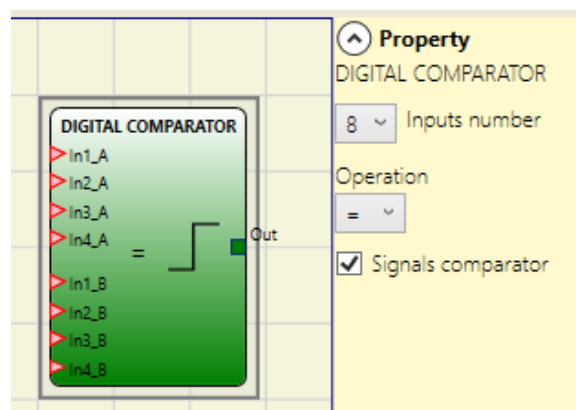 DIGITAL COMPARATOR
In1_A
In2_A
In3_A
In4_A
=
Out
In1_B
In2_B
In3_B
In4_B
Property
DIGITAL COMPARATOR
8 Inputs number
Operation
=
Signals comparator